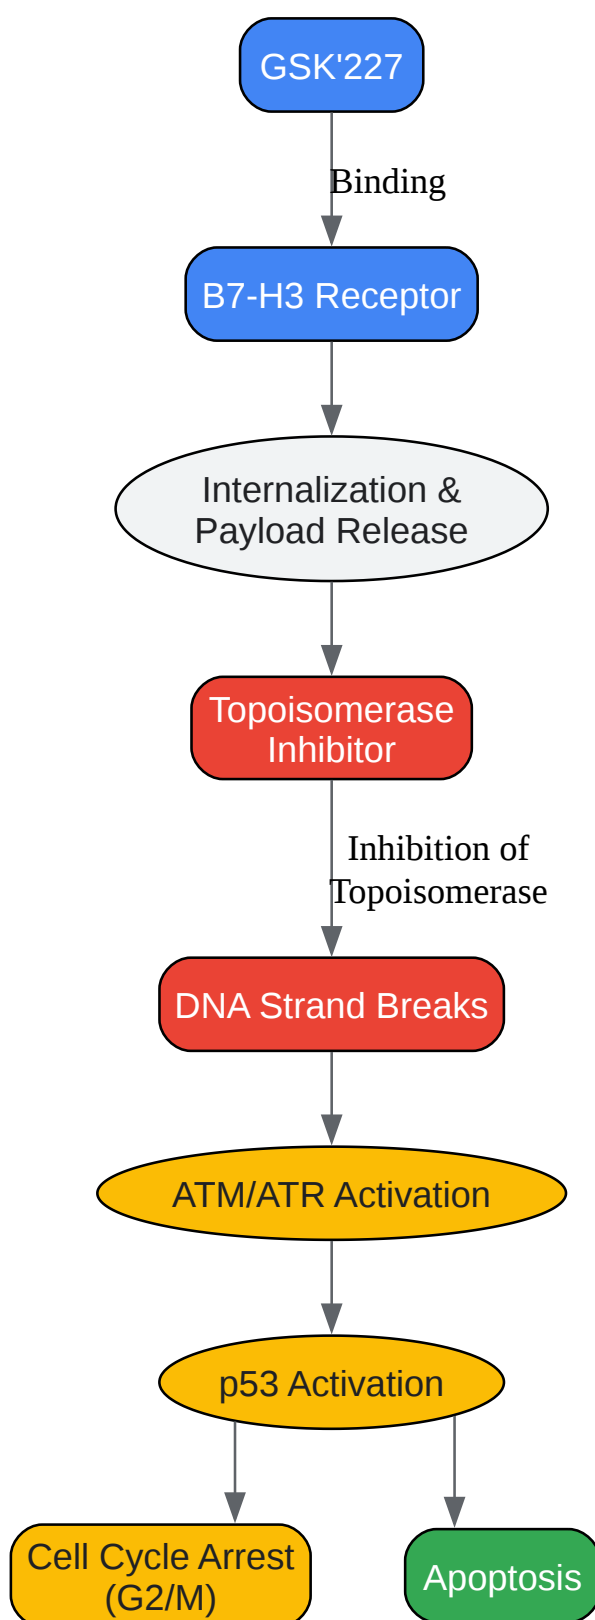 GSK'227
Binding
B7-H3 Receptor
Internalization &
Payload Release
Topoisomerase
Inhibitor
Inhibition of
Topoisomerase
DNA Strand Breaks
ATM/ATR Activation
p53 Activation
Cell Cycle Arrest
(G2/M)
Apoptosis